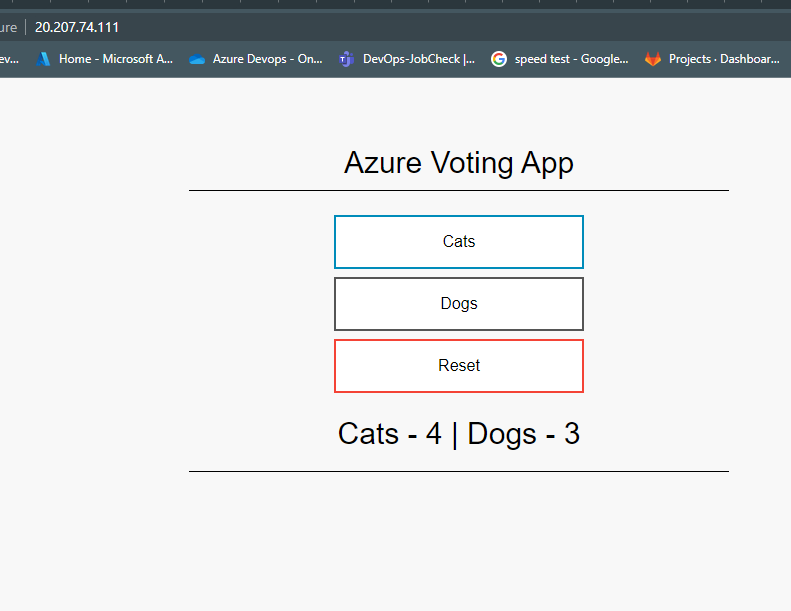 ure 20.207.74.111
ev... Home - Microsoft A... Azure Devops - On... DevOps-JobCheck |... speed test - Google... Projects · Dashboar...
Azure Voting App
Cats
Dogs
Reset
Cats - 4 | Dogs - 3